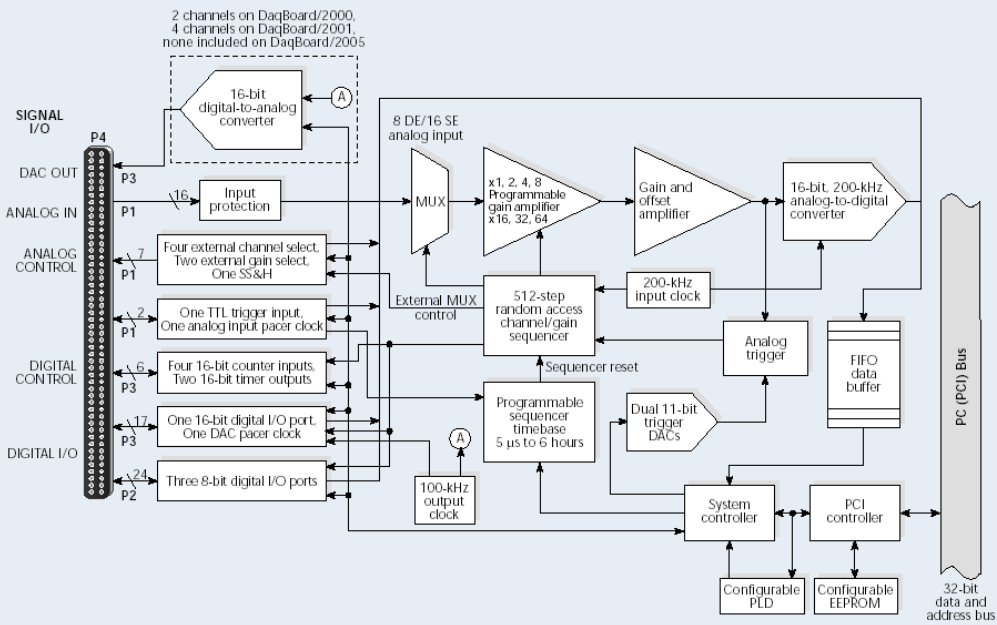 2 channels on DaqBoard/2000,
4 channels on DaqBoard/2001,
none included on DaqBoard/2005
16-bit
digital-to-analog
converter
A
SIGNAL
I/O
P4
DAC OUT
P3
ANALOG IN
P1
16
Input
protection
8 DE/16 SE
analog input
MUX
x1, 2, 4, 8
Programmable
gain amplifier
x16, 32, 64
Gain and
offset
amplifier
16-bit, 200-kHz
analog-to-digital
converter
ANALOG
CONTROL
7
P1
Four external channel select,
Two external gain select,
One SS&H
External MUX
control
512-step
random access
channel/gain
sequencer
200-kHz
input clock
2
P1
One TTL trigger input,
One analog input pacer clock
Analog
trigger
FIFO
data
buffer
DIGITAL
CONTROL
6
P3
Four 16-bit counter inputs,
Two 16-bit timer outputs
Sequencer reset
Programmable
sequencer
timebase
5 µs to 6 hours
Dual 11-bit
trigger
DACs
PC (PCI) Bus
17
P3
One 16-bit digital I/O port,
One DAC pacer clock
A
DIGITAL I/O
24
P2
Three 8-bit digital I/O ports
100-kHz
output
clock
System
controller
PCI
controller
Configurable
PLD
Configurable
EEPROM
32-bit
data and
address bus